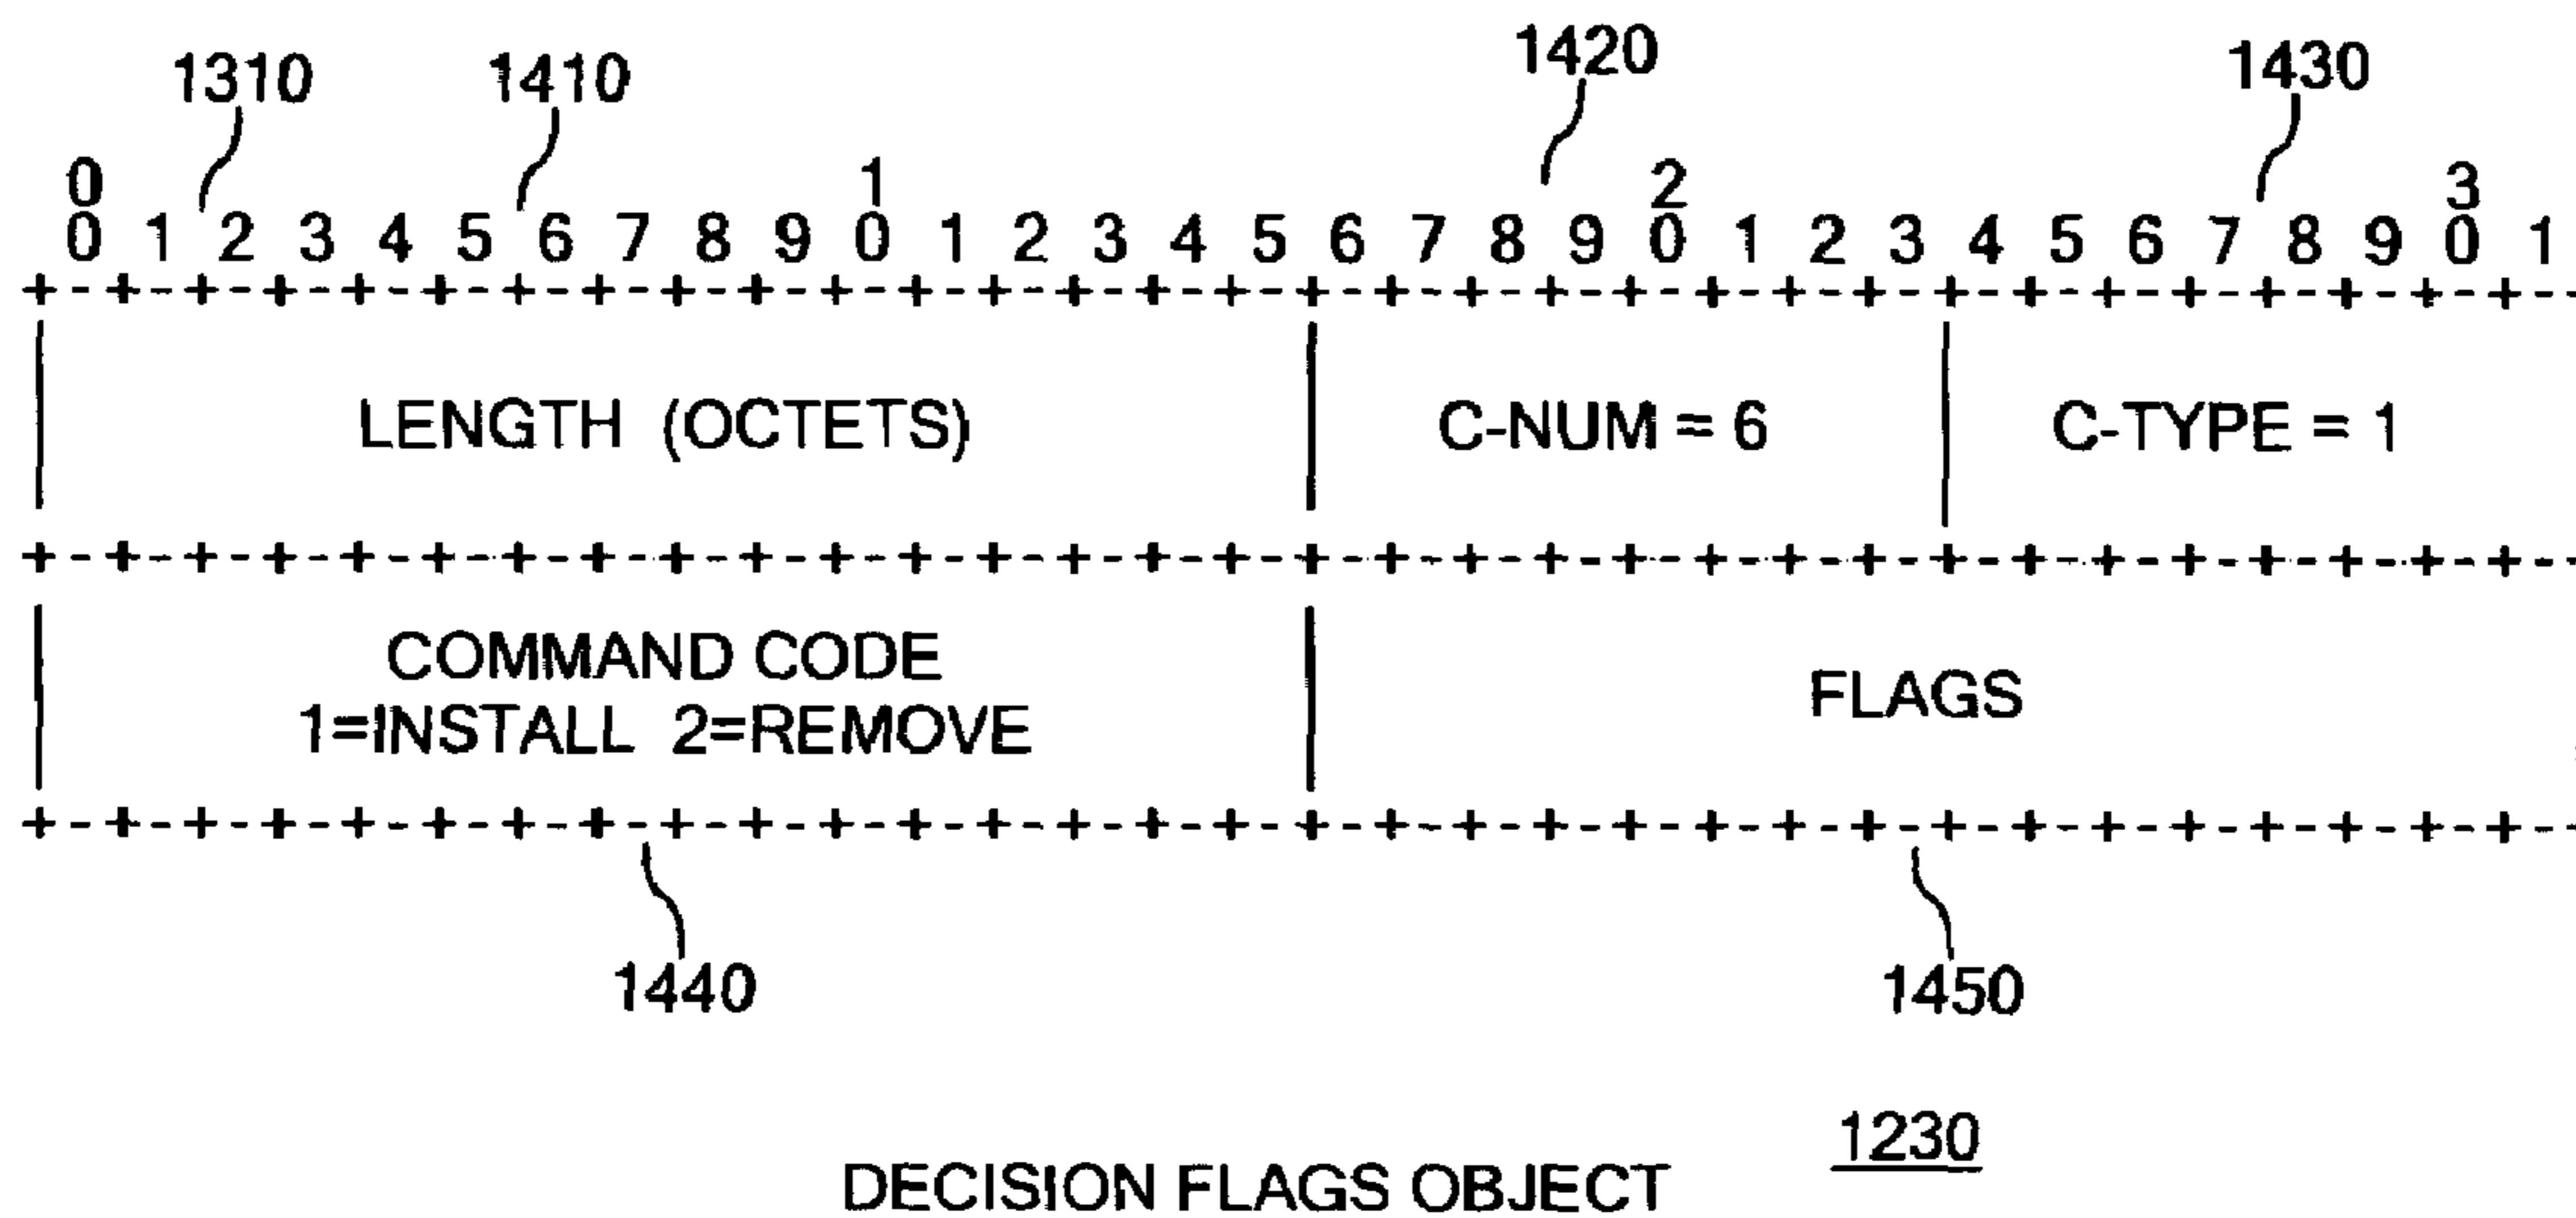 1310 1410 1420 1430
0 1 2 3
0 1 2 3 4 5 6 7 8 9 0 1 2 3 4 5 6 7 8 9 0 1 2 3 4 5 6 7 8 9 0 1
+-+-+-+-+-+-+-+-+-+-+-+-+-+-+-+-+-+-+-+-+-+-+-+-+-+-+-+-+-+-+-+-
LENGTH (OCTETS) C-NUM = 6 C-TYPE = 1
+-+-+-+-+-+-+-+-+-+-+-+-+-+-+-+-+-+-+-+-+-+-+-+-+-+-+-+-+-+-+-+-
COMMAND CODE
1=INSTALL 2=REMOVE
FLAGS
+-+-+-+-+-+-+-+-+-+-+-+-+-+-+-+-+-+-+-+-+-+-+-+-+-+-+-+-+-+-+-+-
1440 1450
1230
DECISION FLAGS OBJECT